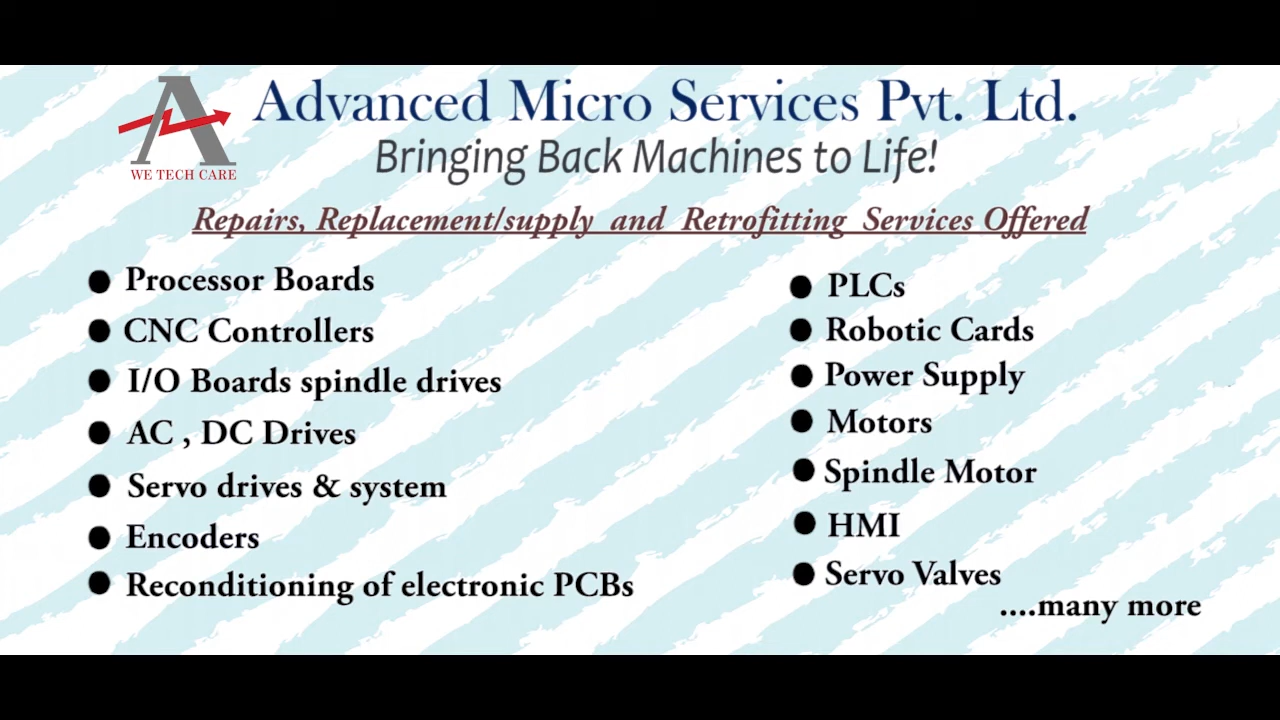 Advanced Micro Services Pvt. Ltd.
WE TECH CARE
Bringing Back Machines to Life!
Repairs, Replacement/supply and Retrofitting Services Offered
Processor Boards
CNC Controllers
I/O Boards spindle drives
AC , DC Drives
Servo drives & system
Encoders
Reconditioning of electronic PCBs
PLCs
Robotic Cards
Power Supply
Motors
Spindle Motor
HMI
Servo Valves
....many more